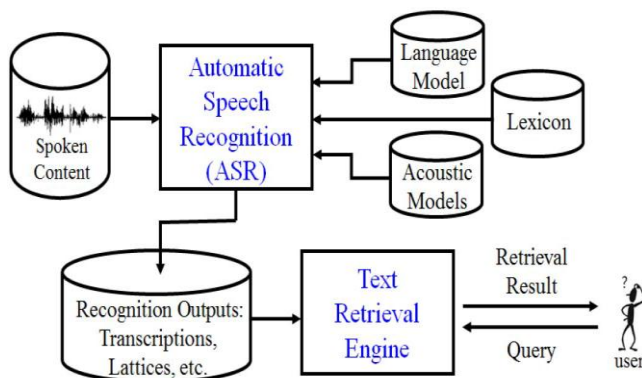 Spoken
Content
Automatic
Speech
Recognition
(ASR)
Language
Model
Lexicon
Acoustic
Models
Recognition Outputs:
Transcriptions,
Lattices, etc.
Text
Retrieval
Engine
Retrieval
Result
Query
?
user